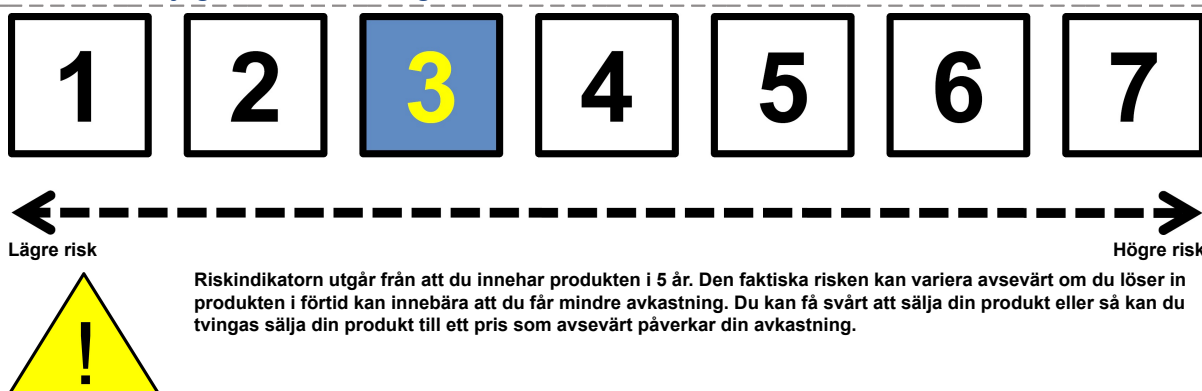 1 2 3 4 5 6 7
Lägre risk Högre risk
Riskindikatorn utgår från att du innehar produkten i 5 år. Den faktiska risken kan variera avsevärt om du löser in
produkten i förtid kan innebära att du får mindre avkastning. Du kan få svårt att sälja din produkt eller så kan du
tvingas sälja din produkt till ett pris som avsevärt påverkar din avkastning.
!